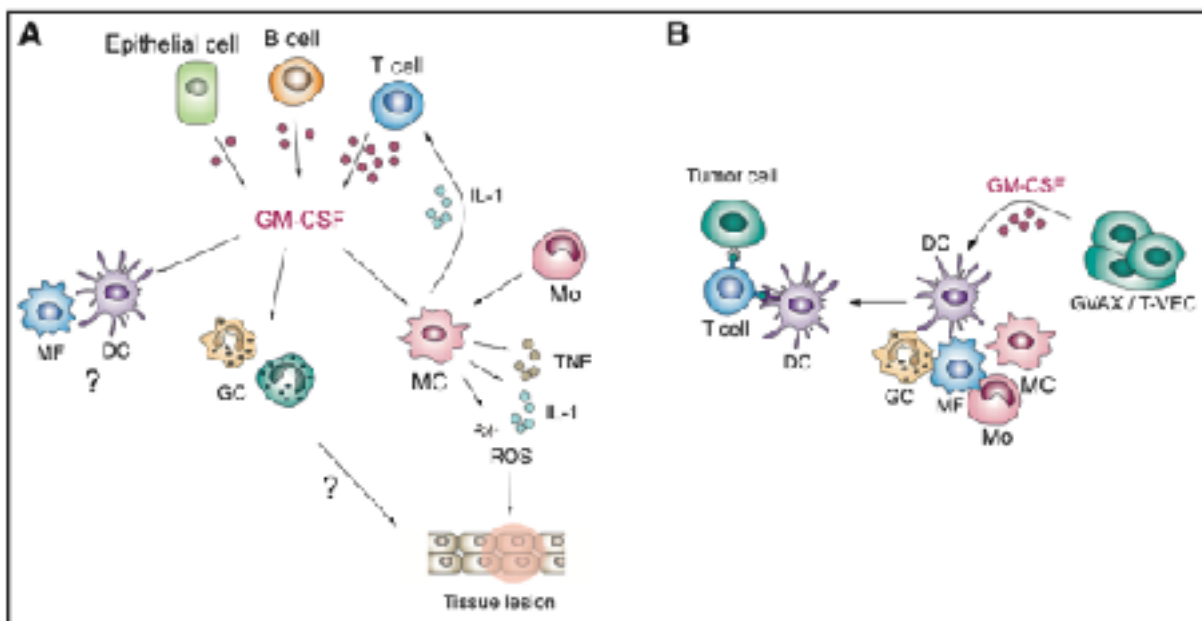 A
Epithelial cell
B cell
T cell
IL-1
GM-CSF
Mo
MF
DC
?
GC
MC
TNF
IL-1
ROS
?
Tissue lesion
B
Tumor cell
GM-CSF
DC
GVAX / T-VEC
T cell
DC
GC
MF
MC
Mo